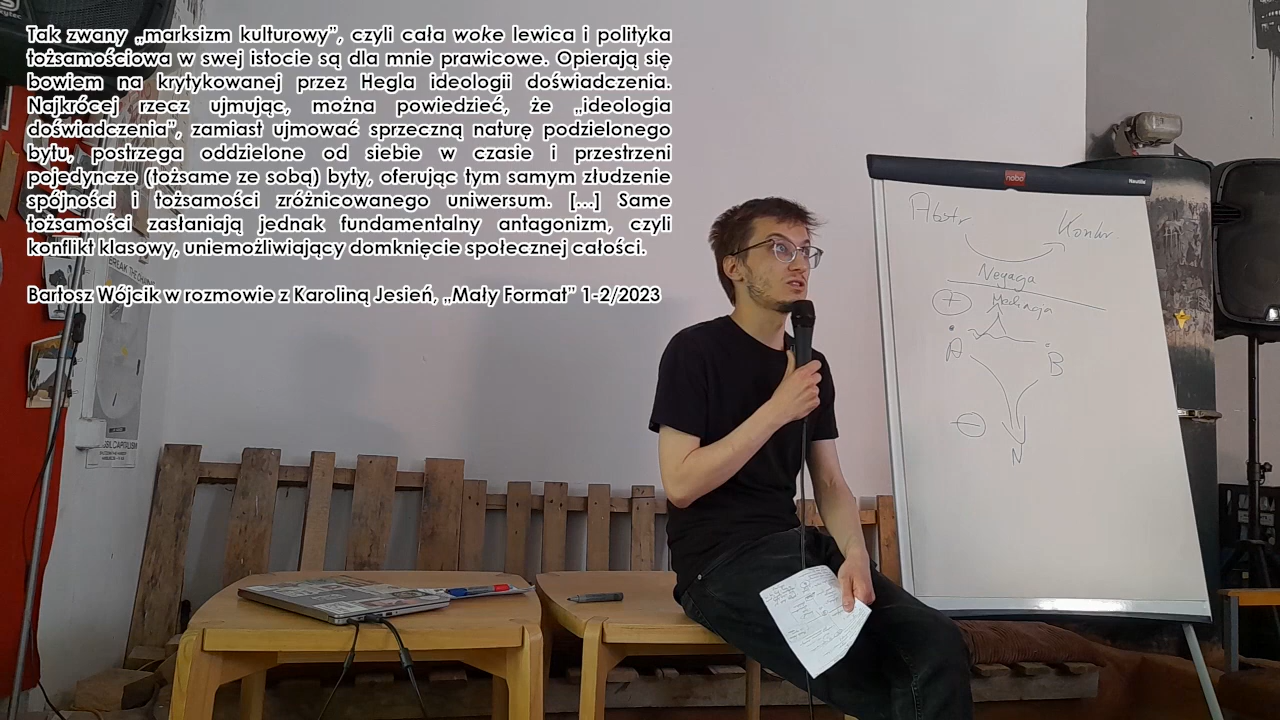 Tak zwany „marksizm kulturowy”, czyli cała woke lewica i polityka
tożsamościowa w swej istocie są dla mnie prawicowe. Opierają się
bowiem na krytykowanej przez Hegla ideologii doświadczenia.
Najkrócej rzecz ujmując, można powiedzieć, że „ideologia
doświadczenia”, zamiast ujmować sprzeczną naturę podzielonego
bytu, postrzega oddzielone od siebie w czasie i przestrzeni
pojedyncze (tożsame ze sobą) byty, oferując tym samym złudzenie
spójności i tożsamości zróżnicowanego uniwersum. [...] Same
tożsamości zasłaniają jednak fundamentalny antagonizm, czyli
konflikt klasowy, uniemożliwiający domknięcie społecznej całości.
Bartosz Wójcik w rozmowie z Karoliną Jesień, „Mały Format” 1-2/2023
nobo
Nautile
Abstr
Konkr.
Negacja
+ Mediacja
A
B
−
N
BREAK THE